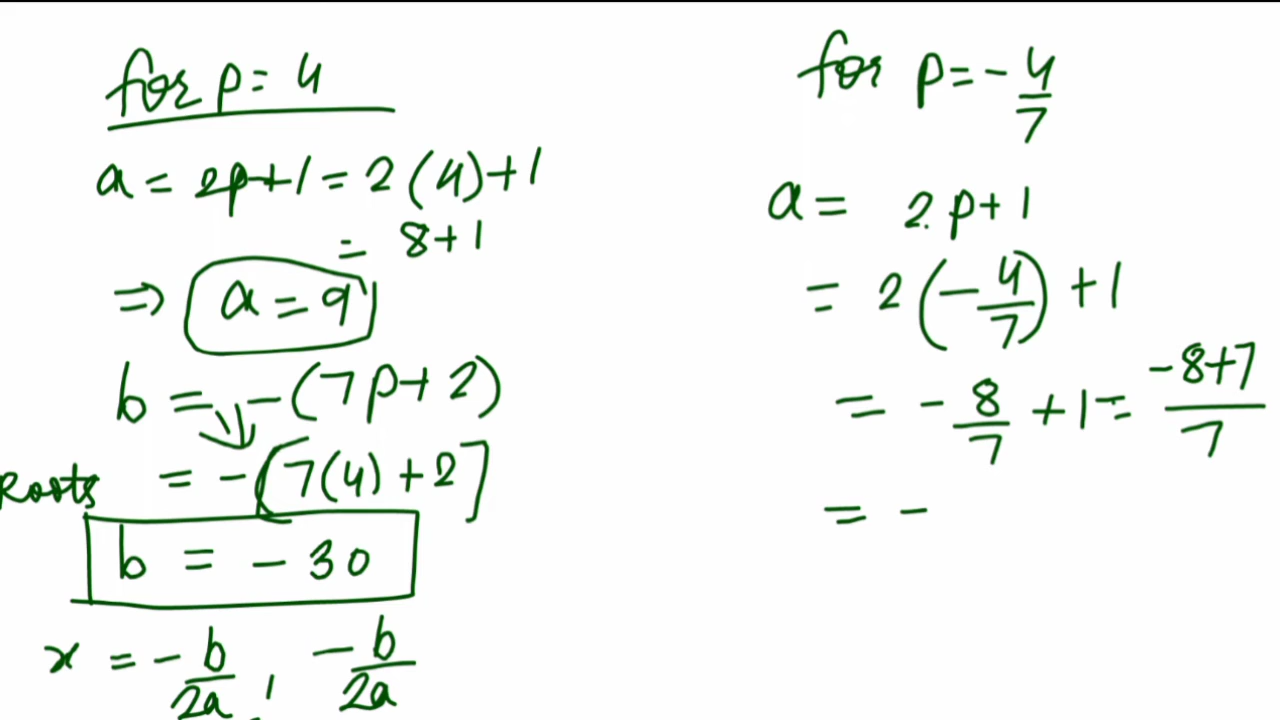 for p = 4
a = 2p+1 = 2(4)+1
= 8+1
⇒ a = 9
b = -(7p+2)
= -[7(4)+2]
Roots
b = -30
x = -b/2a, -b/2a
for p = -4/7
a = 2p+1
= 2(-4/7)+1
= -8/7 + 1 = -8+7/7
= -